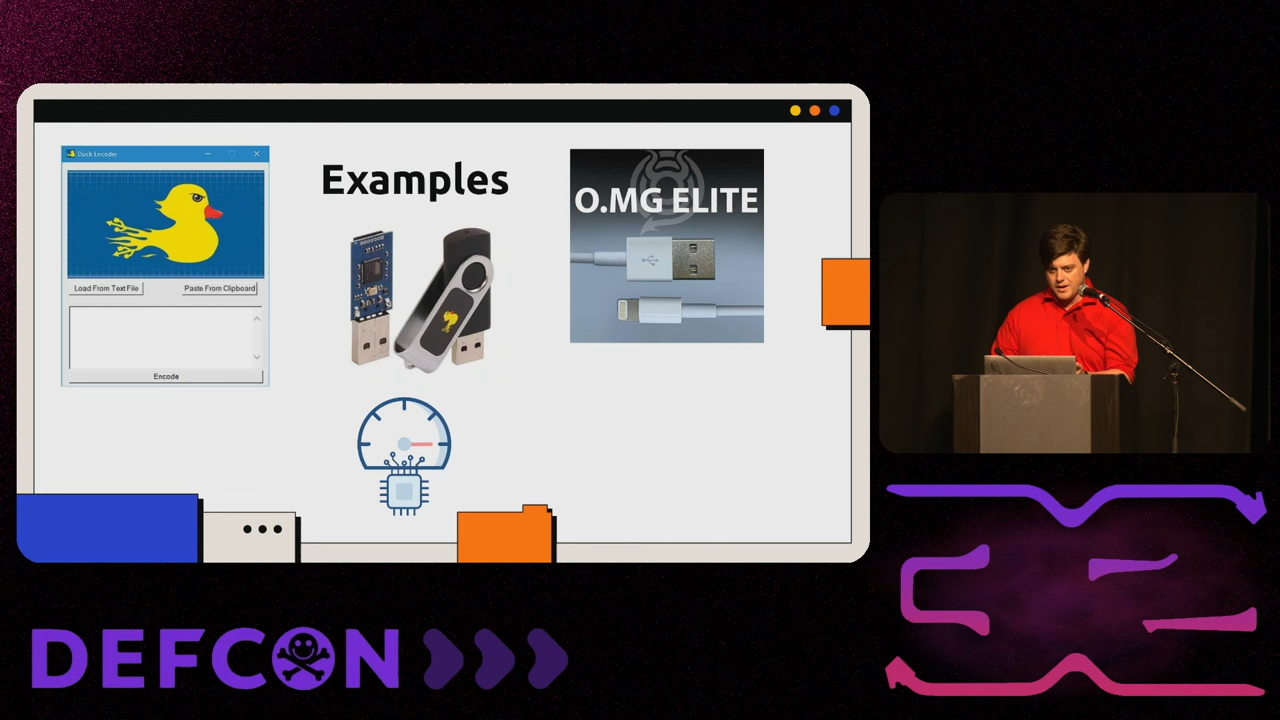 Duck Encoder
Load From Text File
Paste From Clipboard
Encode
Examples
O.MG ELITE
DEFCON